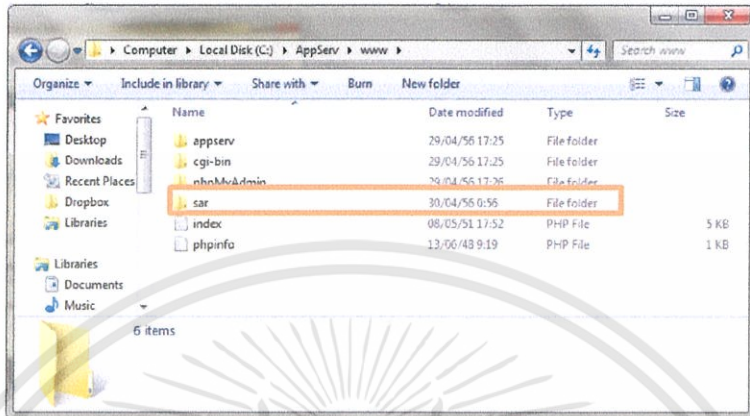 Computer ▸ Local Disk (C:) ▸ AppServ ▸ www ▸ Search www
Organize Include in library Share with Burn New folder
Favorites
Desktop
Downloads
Recent Places
Dropbox
Libraries
Libraries
Documents
Music
Name Date modified Type Size
appserv 29/04/56 17:25 File folder
cgi-bin 29/04/56 17:25 File folder
phpMyAdmin 29/04/56 17:26 File folder
sar 30/04/56 0:56 File folder
index 08/05/51 17:52 PHP File 5 KB
phpinfo 13/06/48 9:19 PHP File 1 KB
6 items